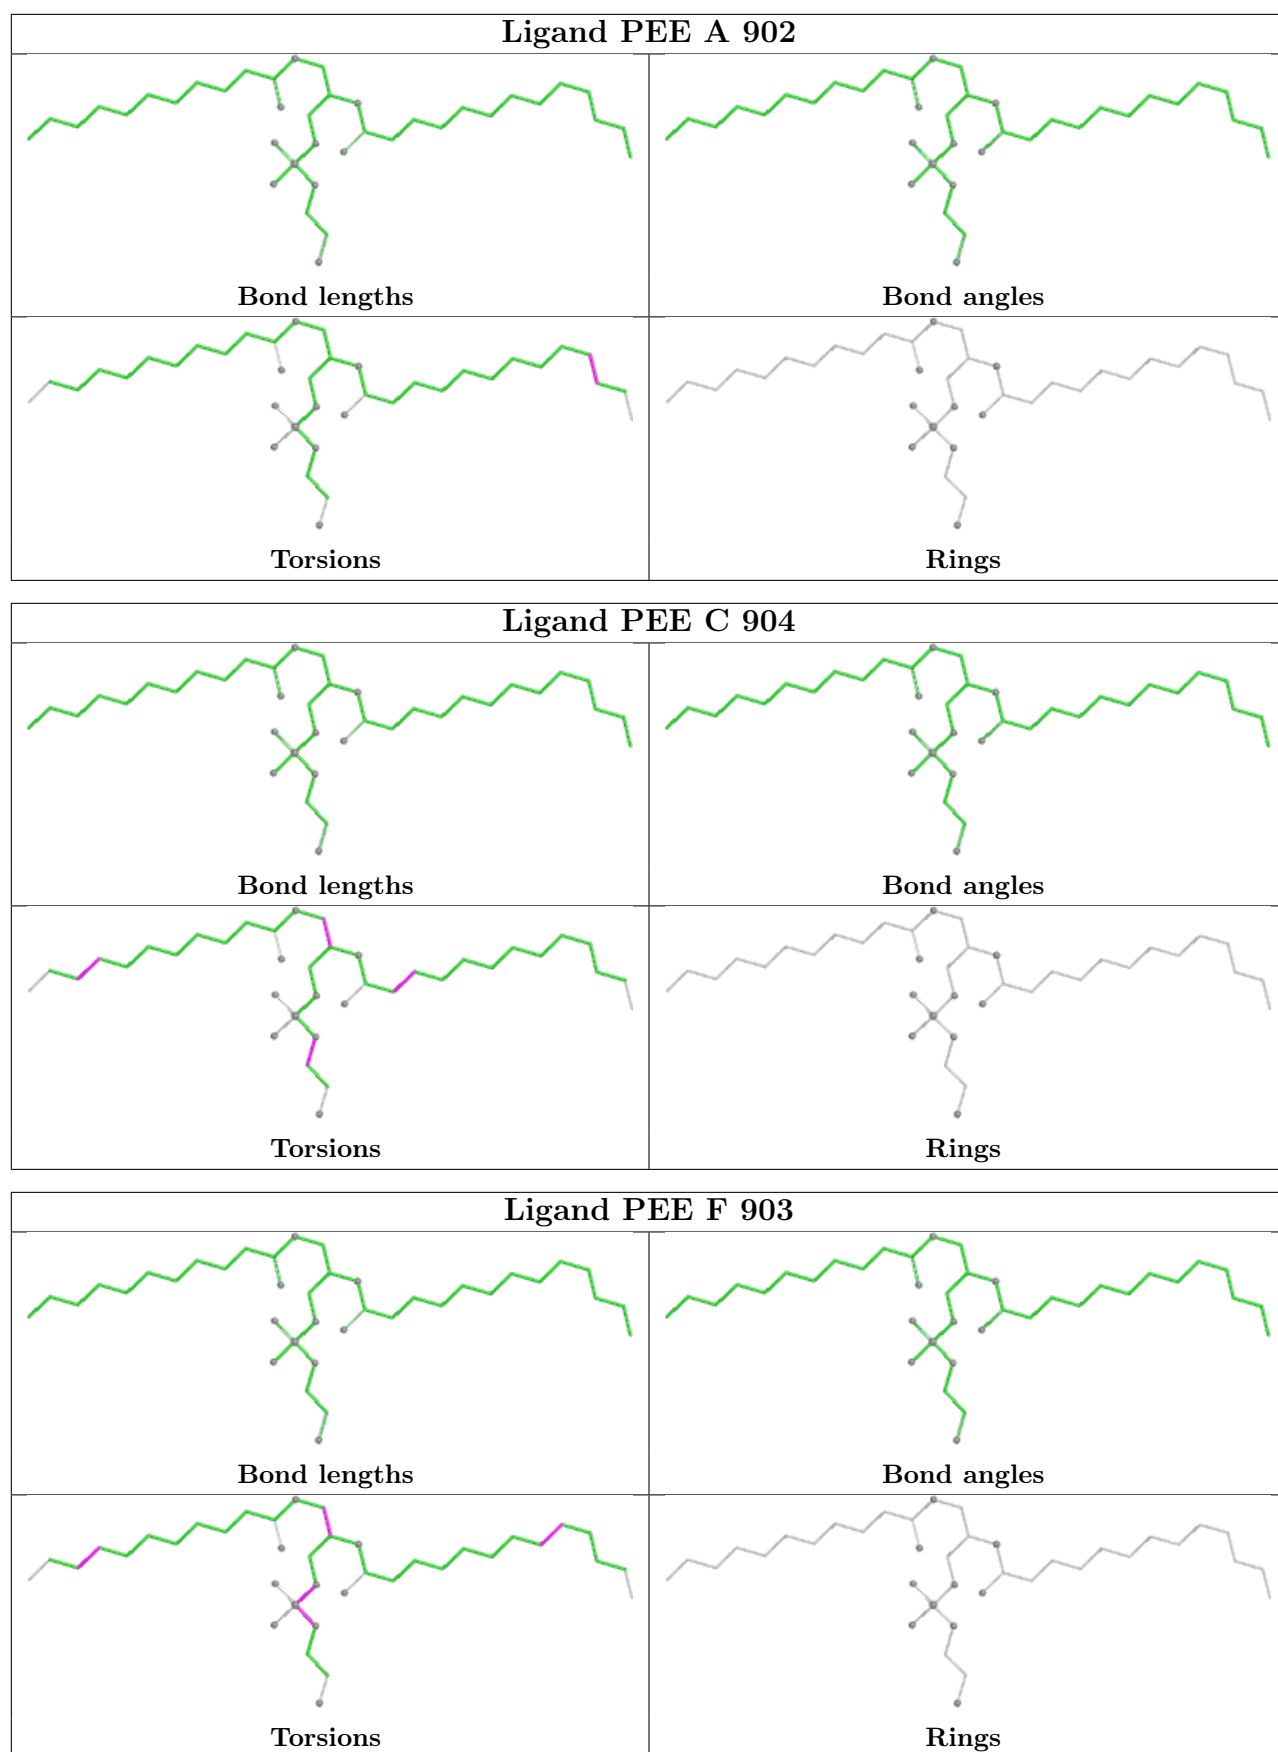 Ligand PEE A 902
Bond lengths
Bond angles
Torsions
Rings
Ligand PEE C 904
Bond lengths
Bond angles
Torsions
Rings
Ligand PEE F 903
Bond lengths
Bond angles
Torsions
Rings